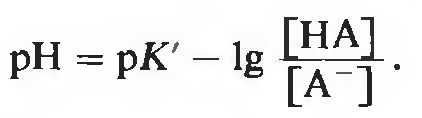 pH = pK′ − lg [HA]/[A⁻].